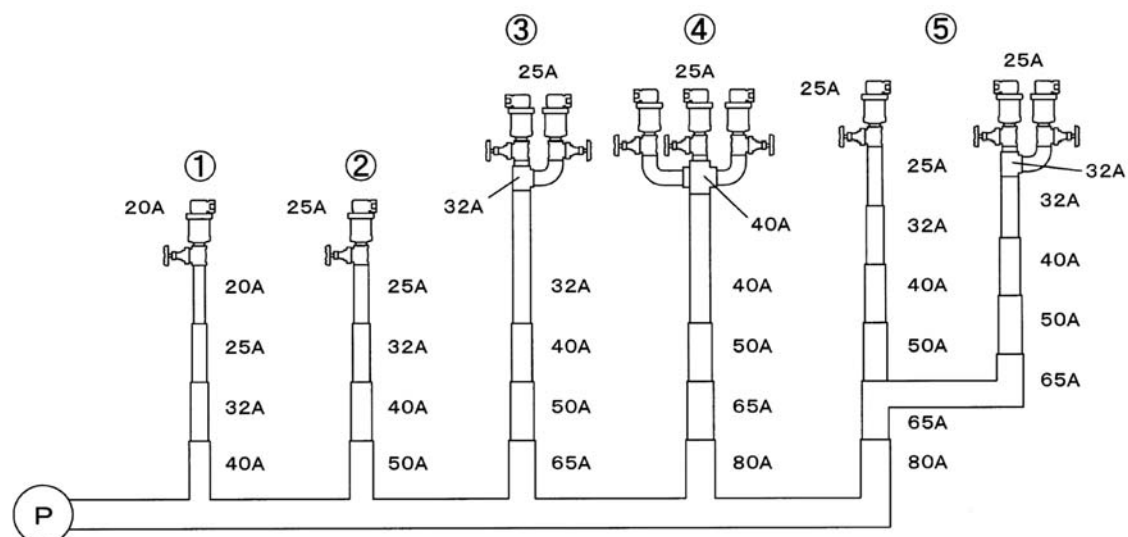 ③ ④ ⑤
25A 25A 25A 25A
① ②
20A 25A 32A 40A 25A 32A
20A 25A 32A 40A 32A 40A
25A 32A 40A 50A 40A 50A
32A 40A 50A 65A 50A 65A
40A 50A 65A 80A 65A
80A
P